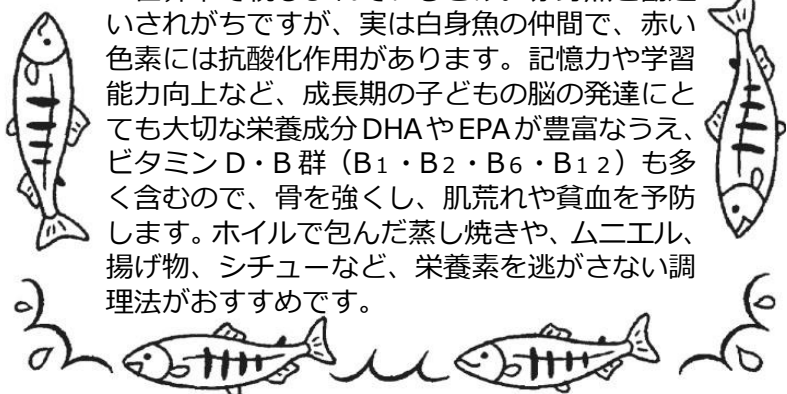 いされがちですが、実は白身魚の仲間で、赤い
色素には抗酸化作用があります。記憶力や学習
能力向上など、成長期の子どもの脳の発達にと
ても大切な栄養成分DHAやEPAが豊富なうえ、
ビタミンD・B群(B1・B2・B6・B12)も多
く含むので、骨を強くし、肌荒れや貧血を予防
します。ホイルで包んだ蒸し焼きや、ムニエル、
揚げ物、シチューなど、栄養素を逃がさない調
理法がおすすめです。